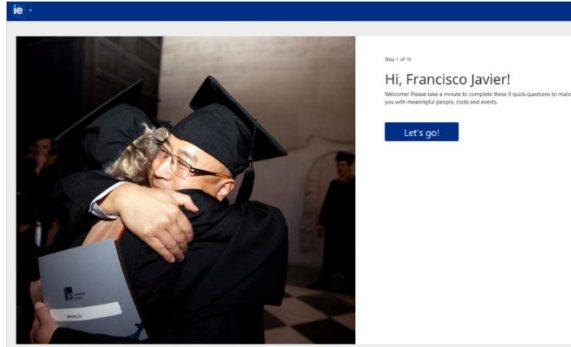 ie
Step 1 of 10
Hi, Francisco Javier!
Welcome! Please take a minute to complete these 9 quick questions to match
you with meaningful people, clubs and events.
Let's go!